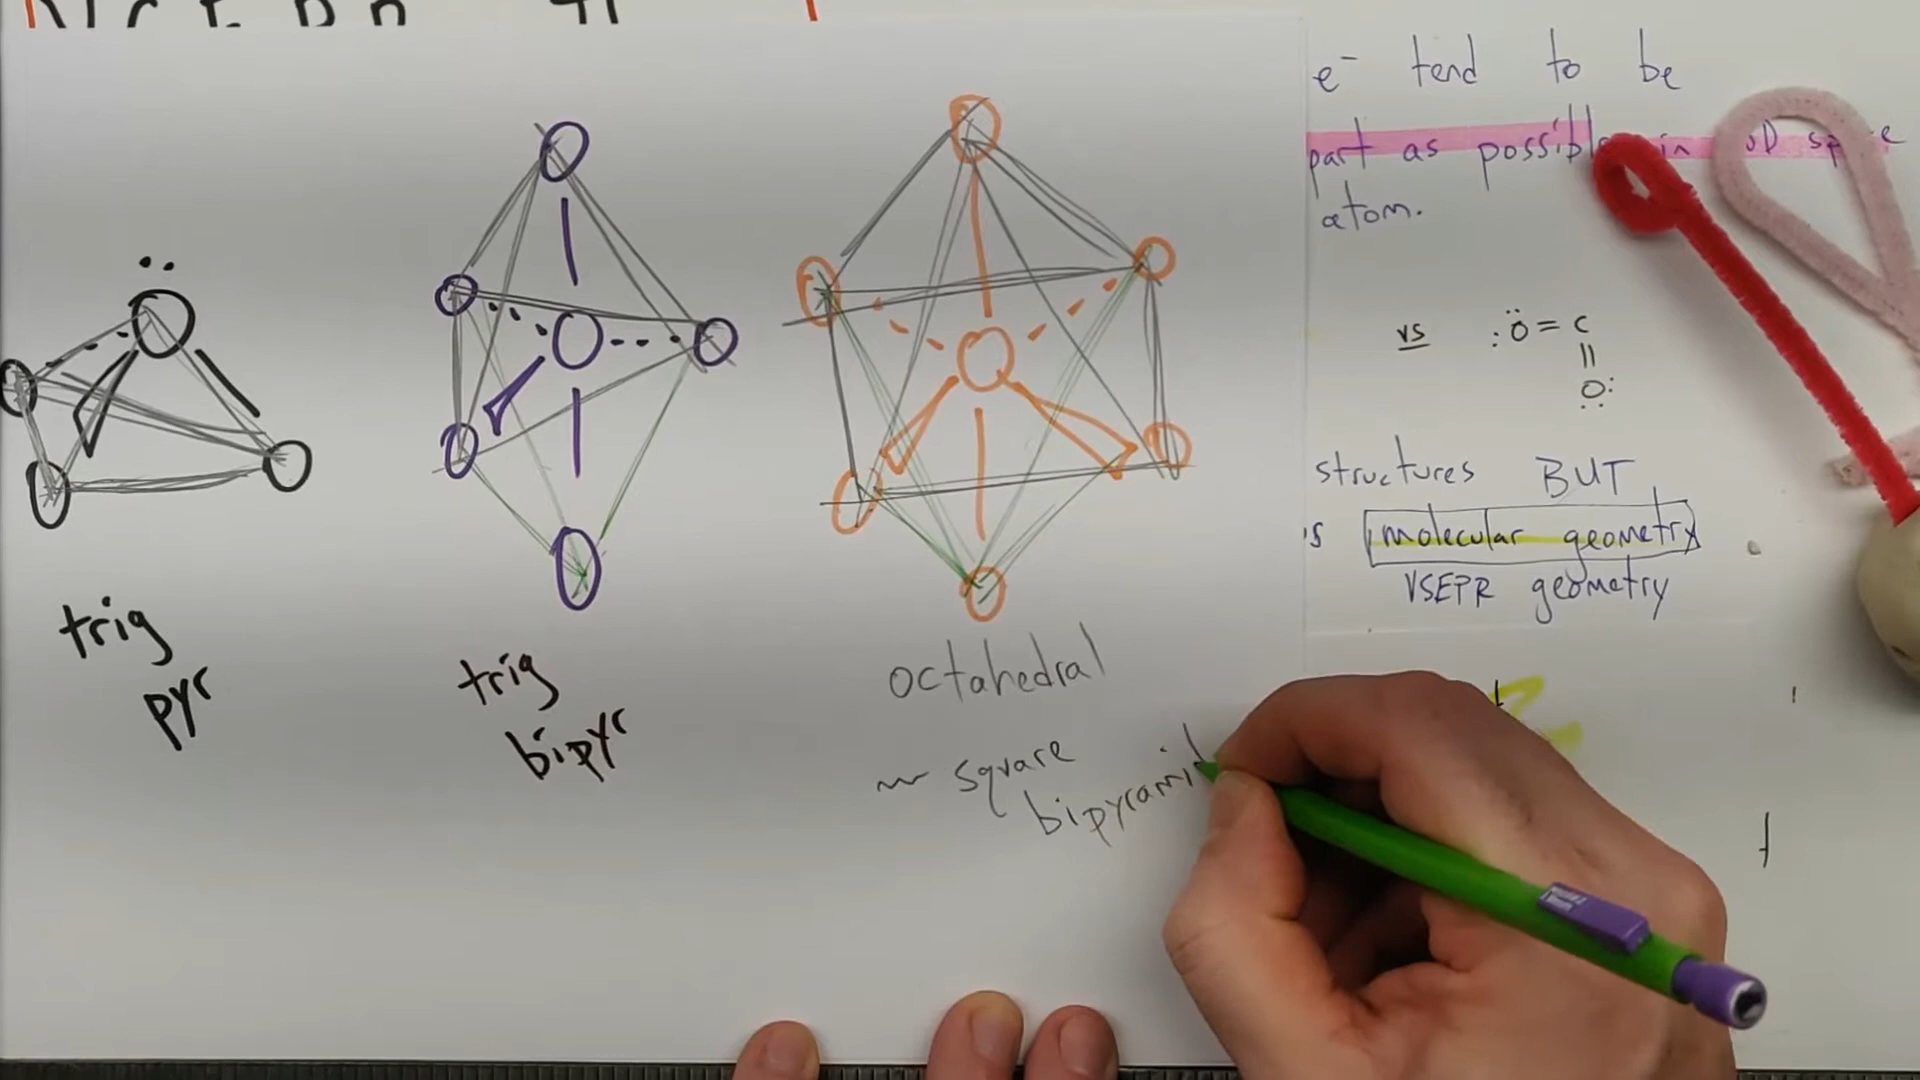 e⁻ tend to be
part as possible in
atom.
vs :Ö=C
||
O:
structures BUT
molecular geometry
VSEPR geometry
trig
pyr
trig
bipyr
octahedral
~ square
bipyramid